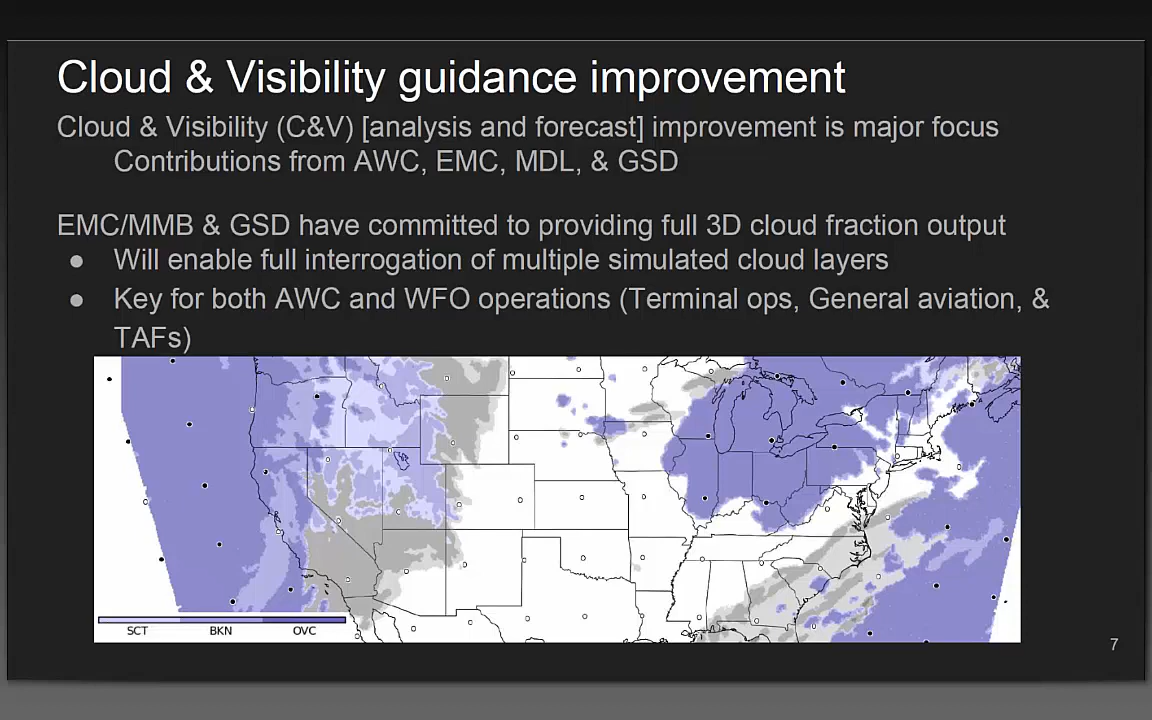 Cloud & Visibility guidance improvement
Cloud & Visibility (C&V) [analysis and forecast] improvement is major focus
Contributions from AWC, EMC, MDL, & GSD
EMC/MMB & GSD have committed to providing full 3D cloud fraction output
● Will enable full interrogation of multiple simulated cloud layers
● Key for both AWC and WFO operations (Terminal ops, General aviation, &
TAFs)
SCT BKN OVC
7